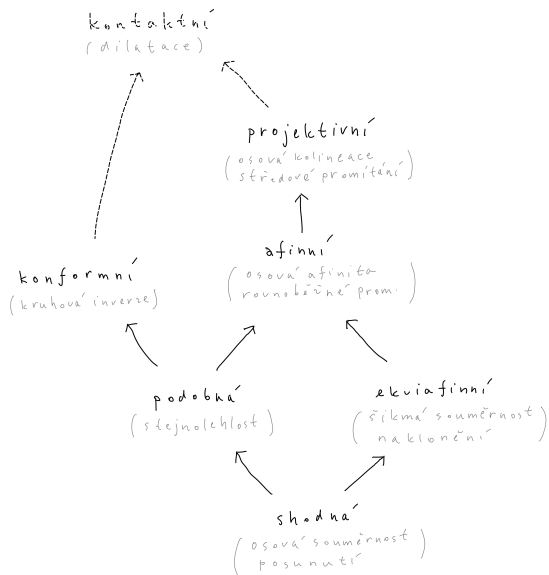 kontaktní
(dilatace)
projektivní
(osová kolineace
středové promítání)
afinní
(osová afinita
rovnoběžné prom.)
konformní
(kruhová inverze)
podobná
(stejnolehlost)
ekviafinní
(šikmá souměrnost
naklonění)
shodná
(osová souměrnost
posunutí)